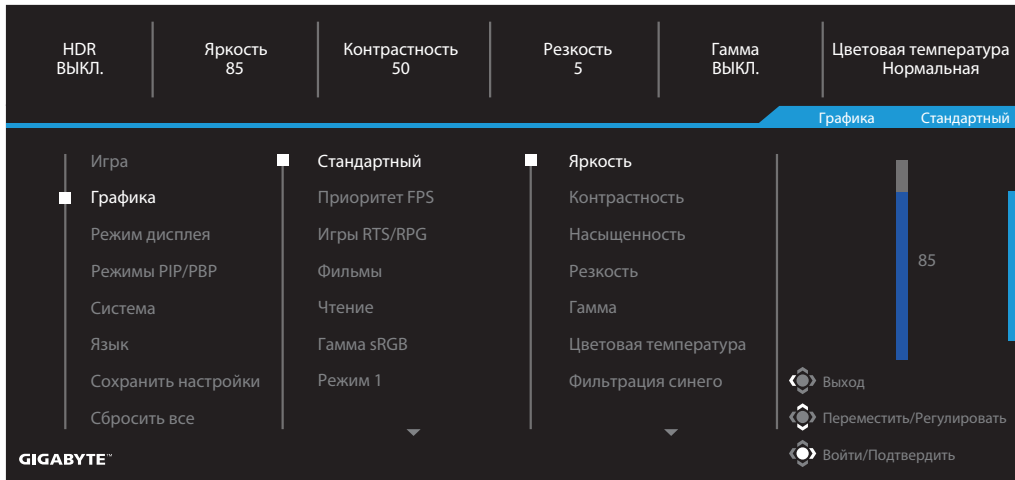 HDR
ВЫКЛ.
Яркость
85
Контрастность
50
Резкость
5
Гамма
ВЫКЛ.
Цветовая температура
Нормальная
Графика
Стандартный
Игра
Графика
Режим дисплея
Режимы PIP/PBP
Система
Язык
Сохранить настройки
Сбросить все
Стандартный
Приоритет FPS
Игры RTS/RPG
Фильмы
Чтение
Гамма sRGB
Режим 1
Яркость
Контрастность
Насыщенность
Резкость
Гамма
Цветовая температура
Фильтрация синего
85
Выход
Переместить/Регулировать
Войти/Подтвердить
GIGABYTE™